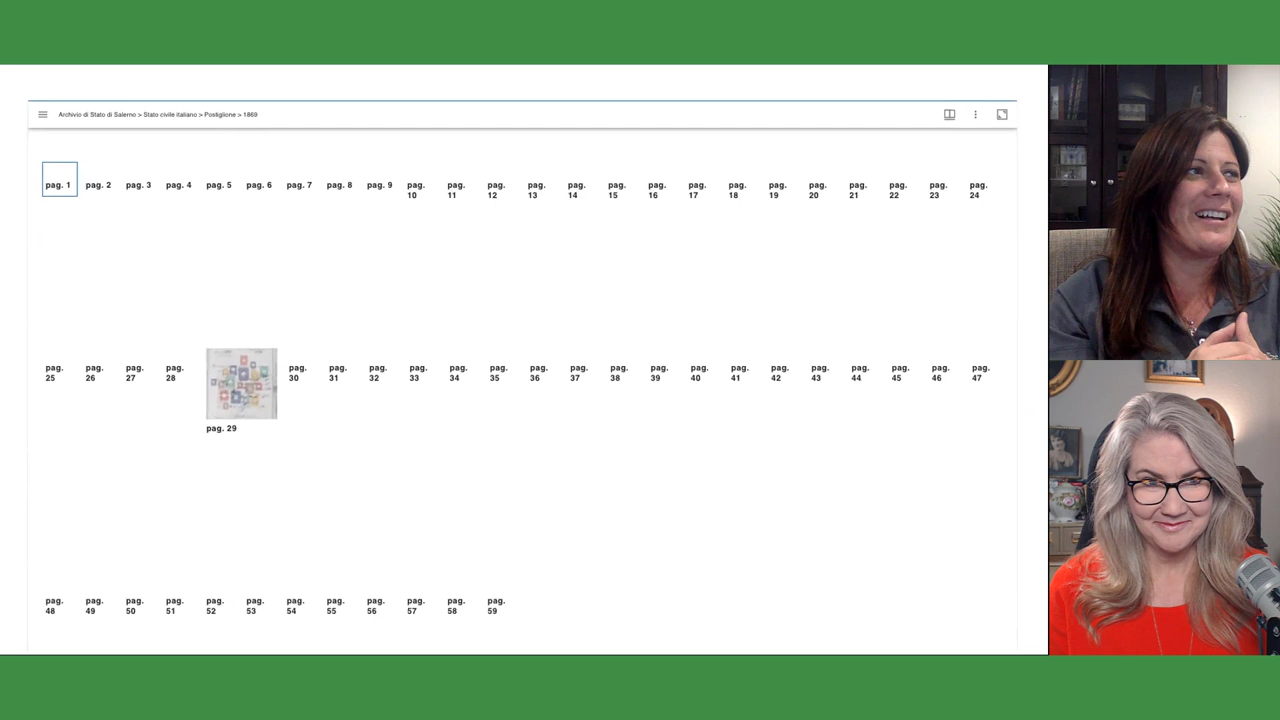 Archivio di Stato di Salerno > Stato civile italiano > Postiglione > 1869
pag. 1 pag. 2 pag. 3 pag. 4 pag. 5 pag. 6 pag. 7 pag. 8 pag. 9 pag. 10 pag. 11 pag. 12 pag. 13 pag. 14 pag. 15 pag. 16 pag. 17 pag. 18 pag. 19 pag. 20 pag. 21 pag. 22 pag. 23 pag. 24
pag. 25 pag. 26 pag. 27 pag. 28 pag. 29 pag. 30 pag. 31 pag. 32 pag. 33 pag. 34 pag. 35 pag. 36 pag. 37 pag. 38 pag. 39 pag. 40 pag. 41 pag. 42 pag. 43 pag. 44 pag. 45 pag. 46 pag. 47
pag. 48 pag. 49 pag. 50 pag. 51 pag. 52 pag. 53 pag. 54 pag. 55 pag. 56 pag. 57 pag. 58 pag. 59